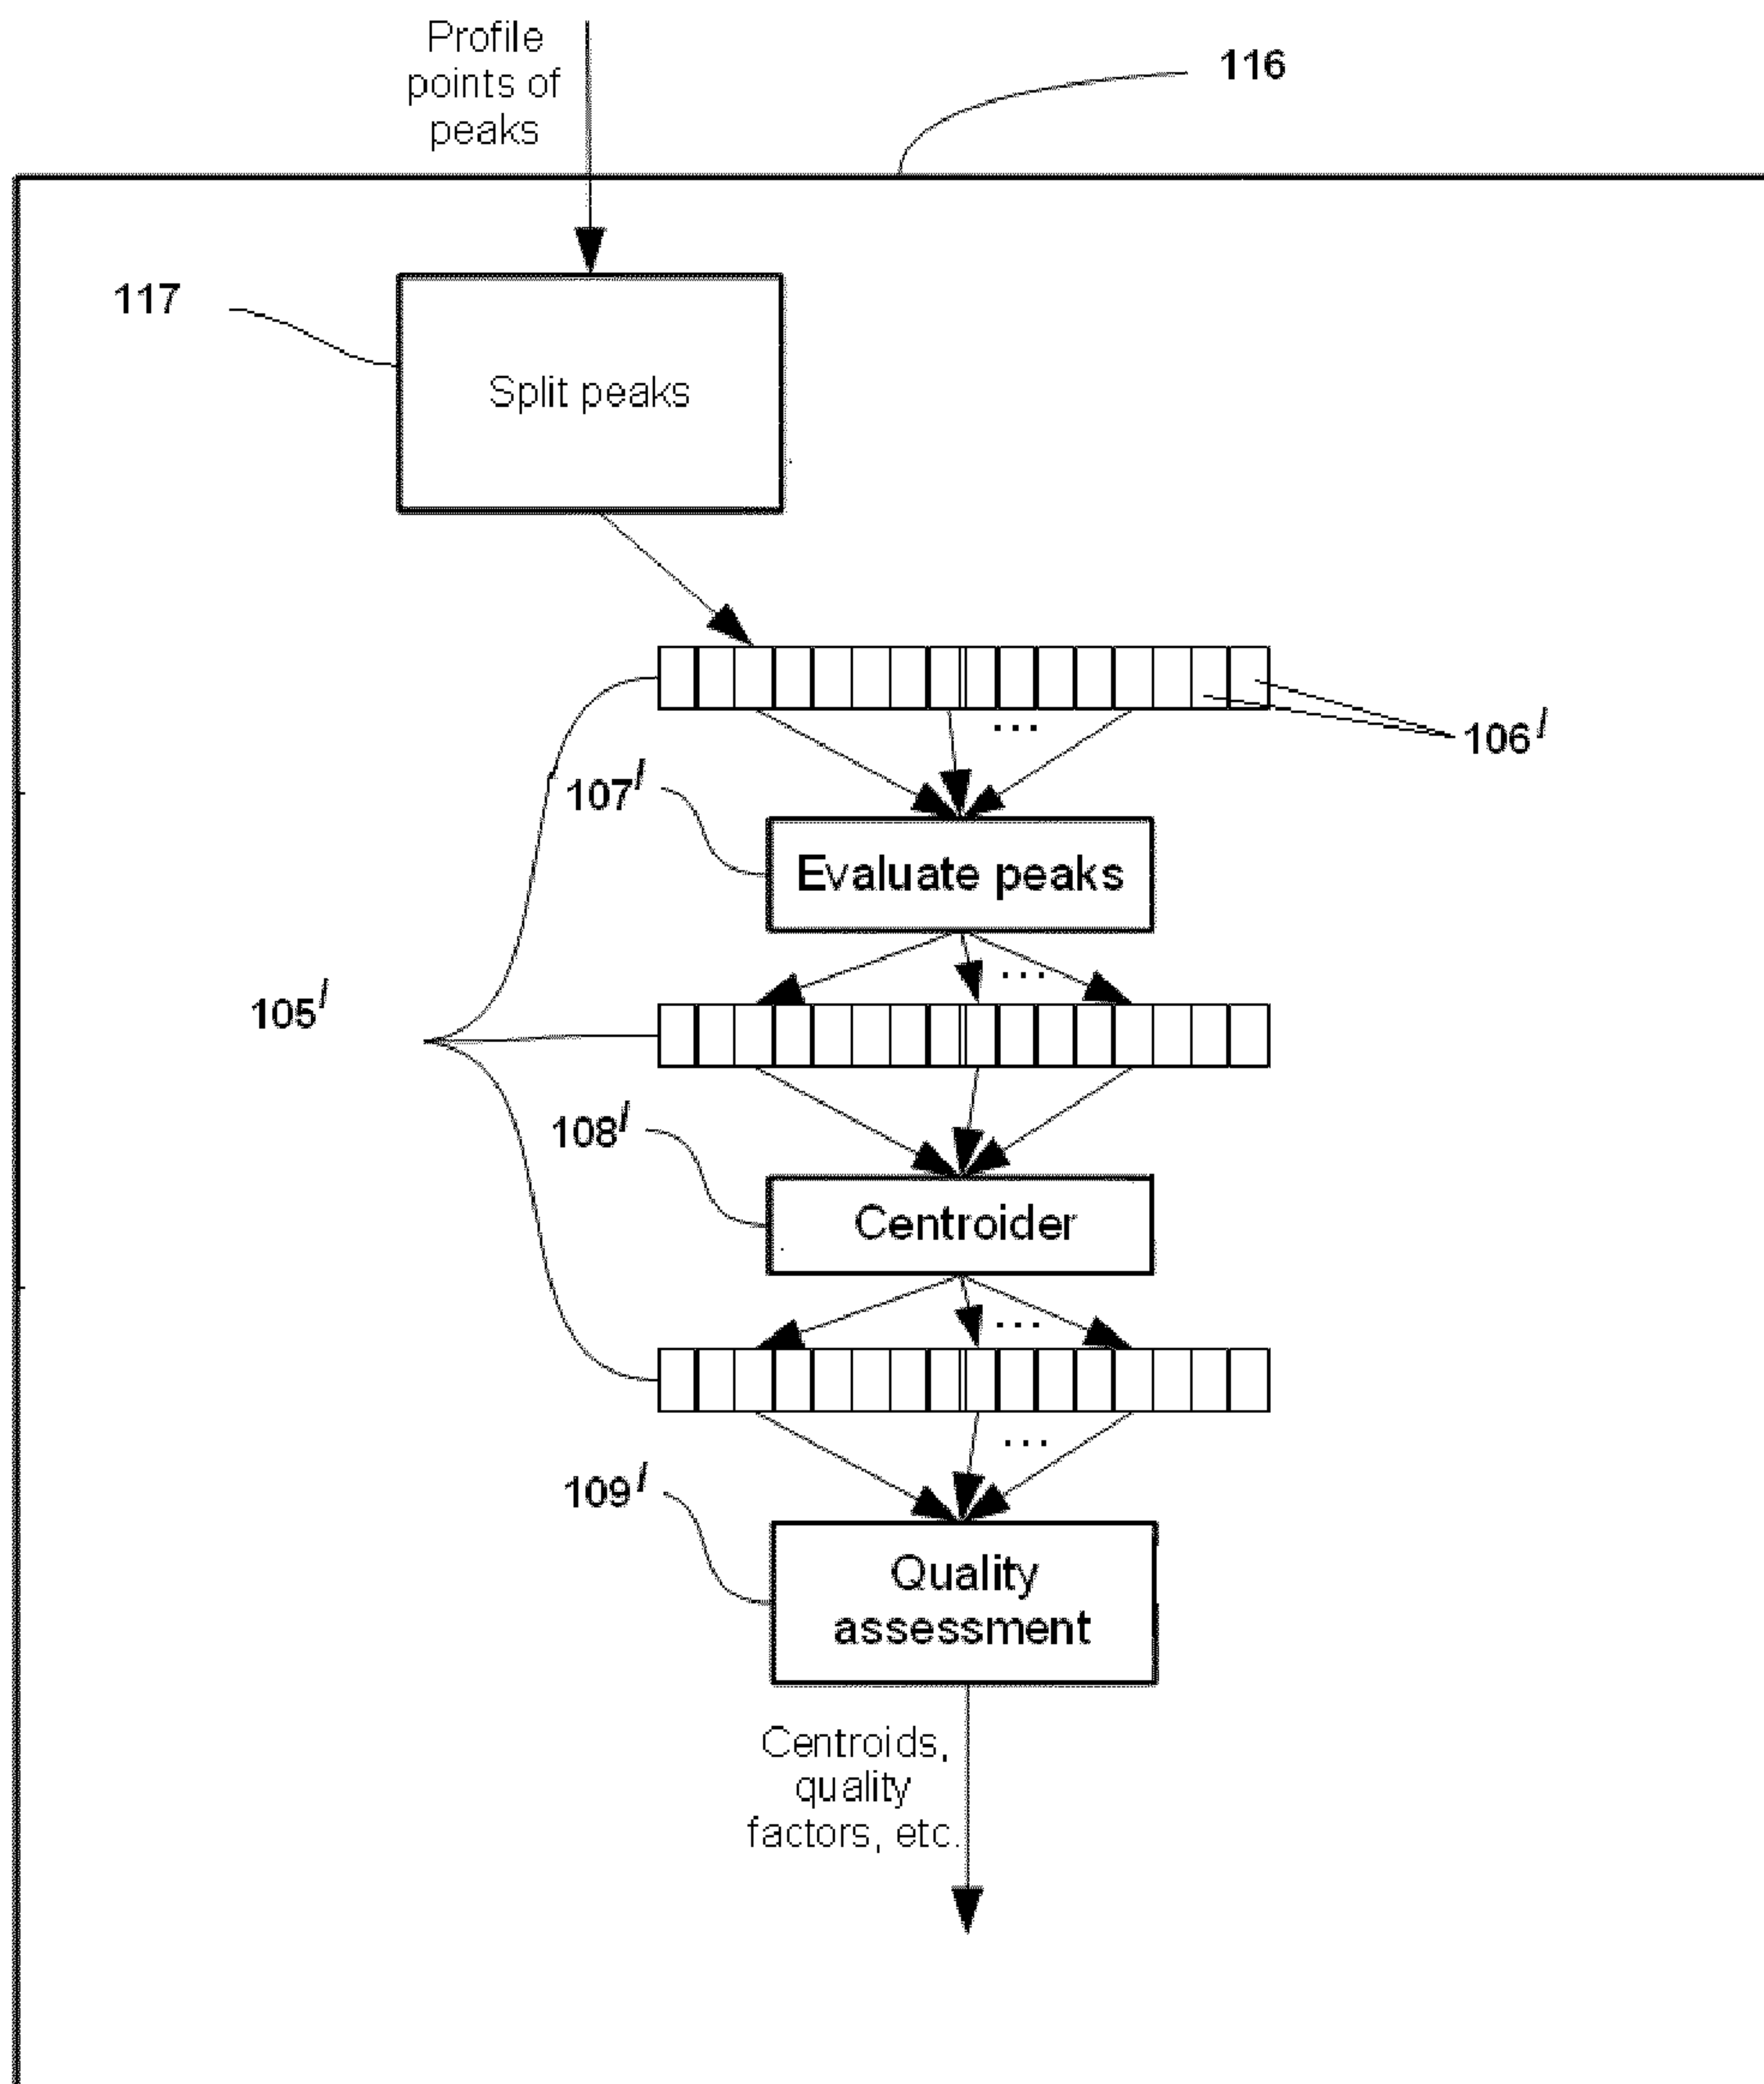 Profile
points of
peaks
116
117
Split peaks
...
106/
107/
Evaluate peaks
...
105/
108/
Centroider
...
...
109/
Quality
assessment
Centroids,
quality
factors, etc.